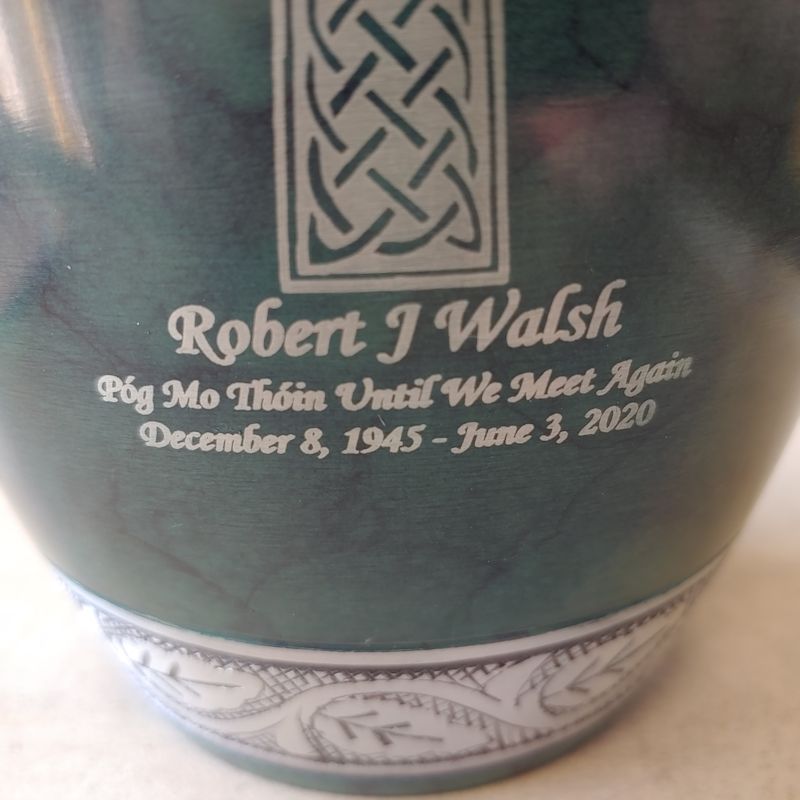 Robert J Walsh
Póg Mo Thóin Until We Meet Again
December 8, 1945 - June 3, 2020